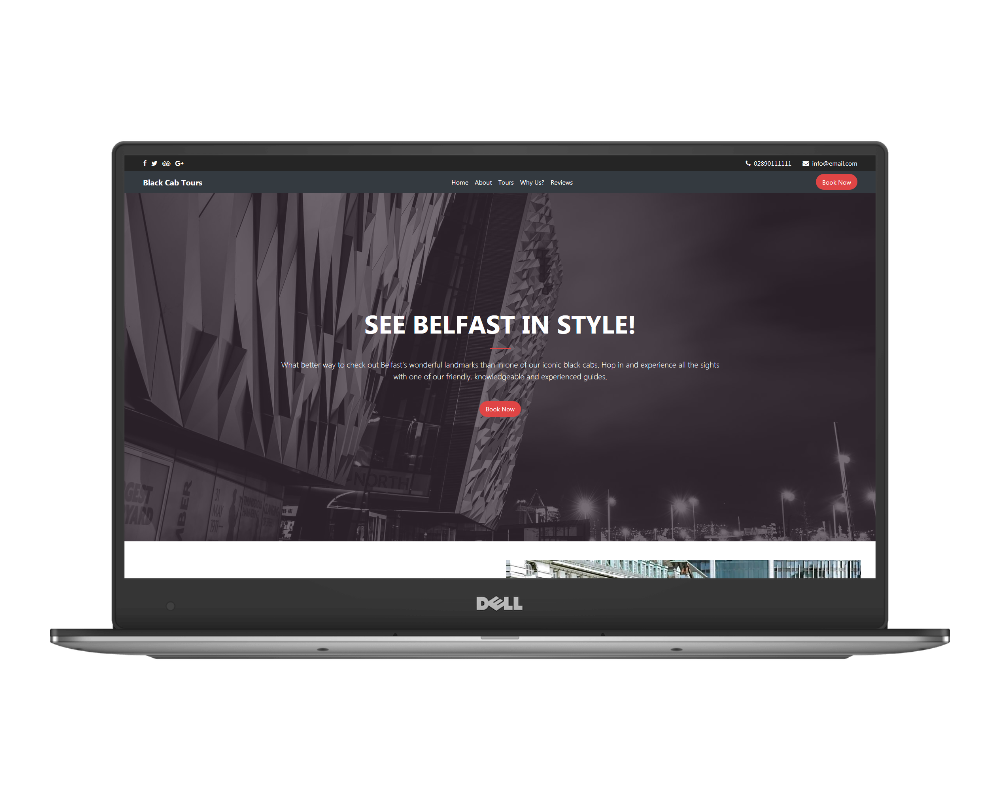 02890111111 info@email.com
Black Cab Tours
Home About Tours Why Us? Reviews
Book Now
SEE BELFAST IN STYLE!
What better way to check out Belfast's wonderful landmarks than in one of our iconic black cabs. Hop in and experience all the sights
with one of our friendly, knowledgeable and experienced guides.
Book Now
NORTH
DELL